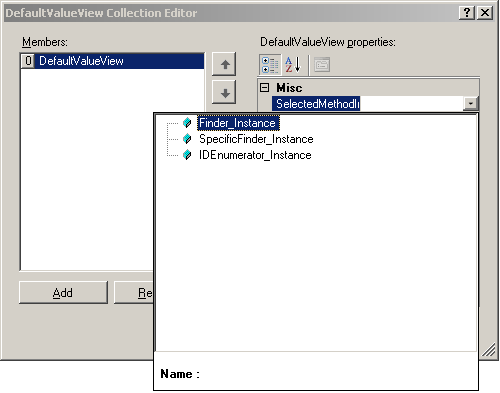 DefaultValueView Collection Editor
Members:
DefaultValueView properties:
0 DefaultValueView
Misc
SelectedMethodI
Finder_Instance
SpecificFinder_Instance
IDEnumerator_Instance
Add
Re
Name :